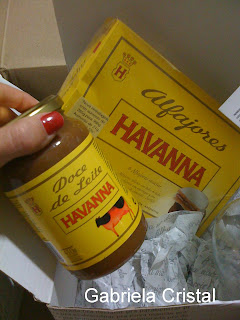 H
Alfajores
HAVANNA
Doce
de Leite
HAVANNA
Gabriela Cristal